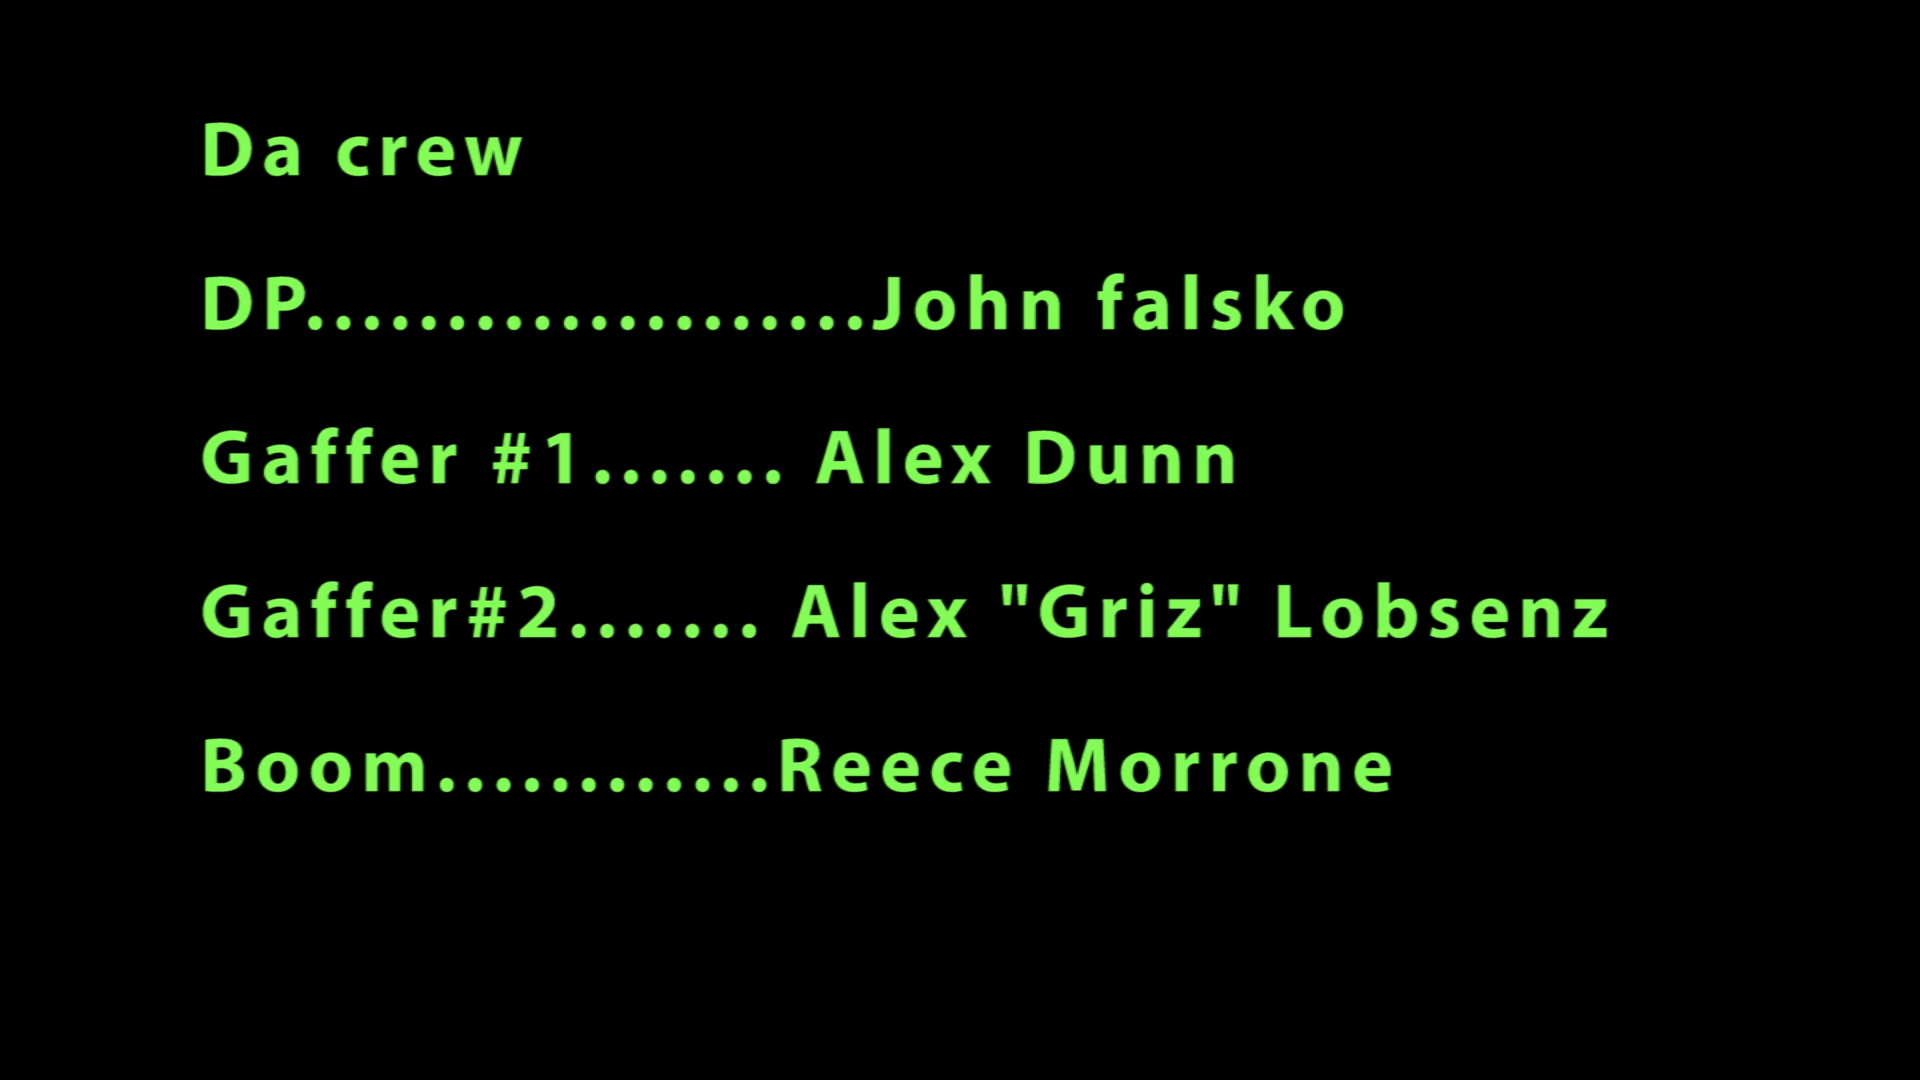 Da crew
DP....................John falsko
Gaffer #1....... Alex Dunn
Gaffer#2....... Alex "Griz" Lobsenz
Boom............Reece Morrone